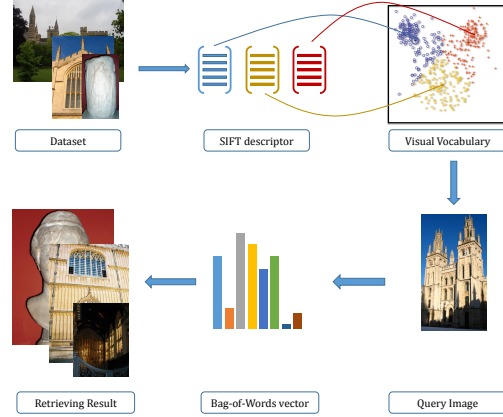 Dataset
SIFT descriptor
Visual Vocabulary
Retrieving Result
Bag-of-Words vector
Query Image